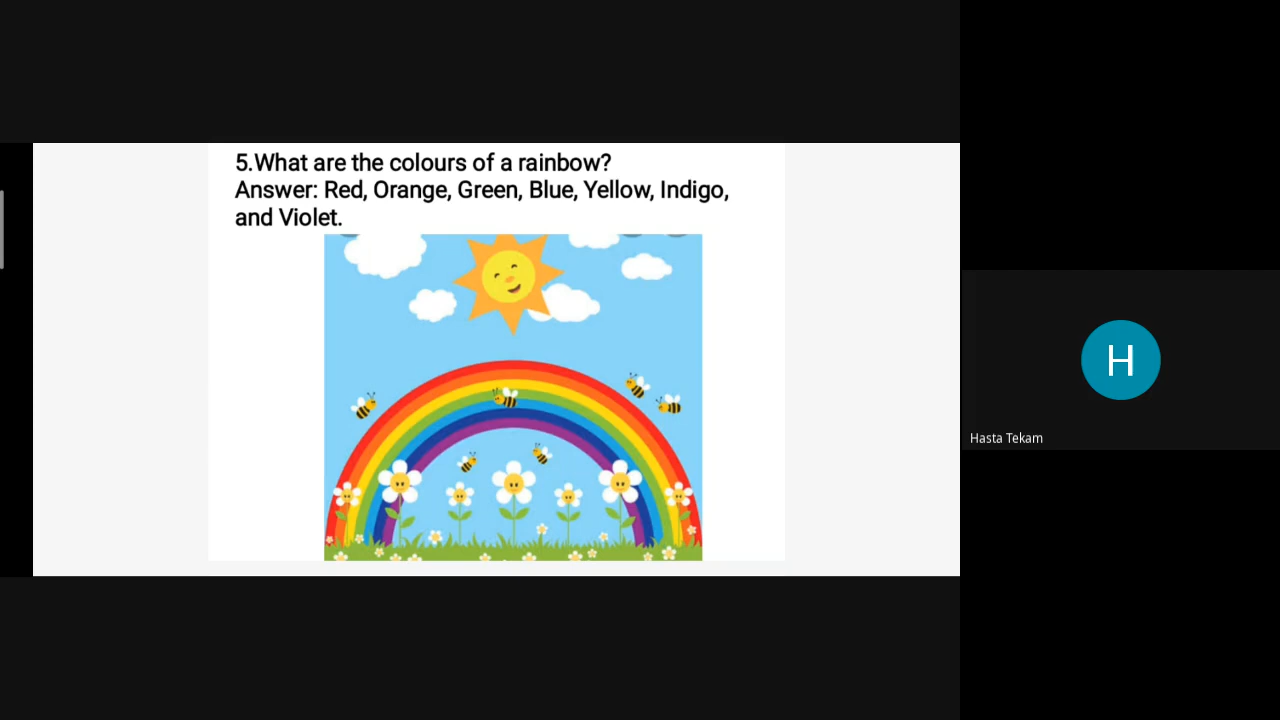 5.What are the colours of a rainbow?
Answer: Red, Orange, Green, Blue, Yellow, Indigo,
and Violet.
H
Hasta Tekam